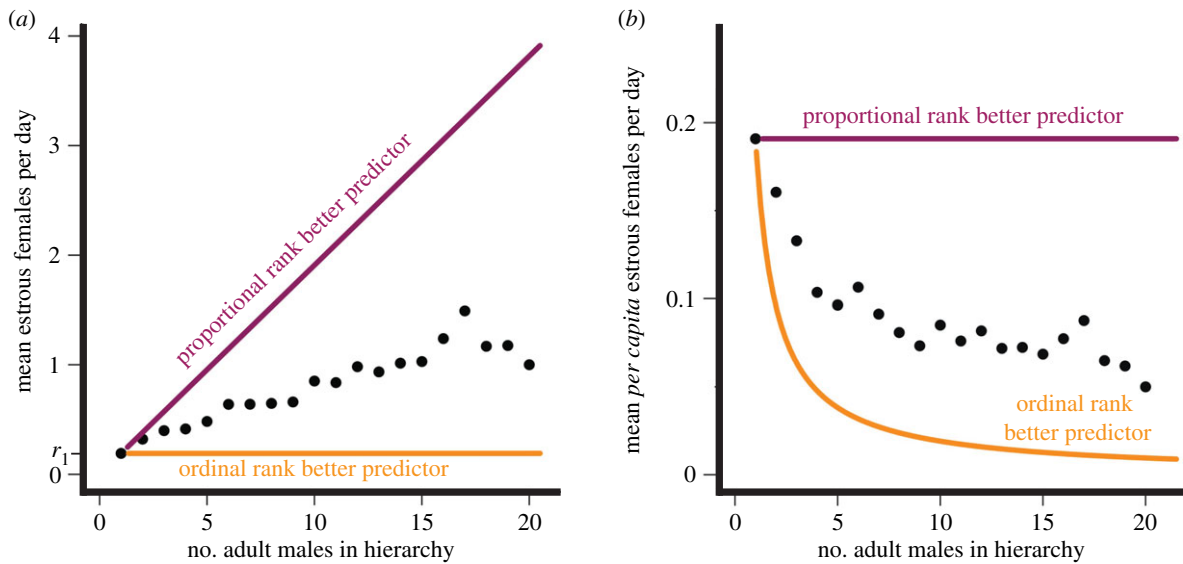 (a)
4
3
2
1
r1
0
mean estrous females per day
proportional rank better predictor
ordinal rank better predictor
0 5 10 15 20
no. adult males in hierarchy
(b)
0.2
0.1
0
mean per capita estrous females per day
proportional rank better predictor
ordinal rank
better predictor
0 5 10 15 20
no. adult males in hierarchy